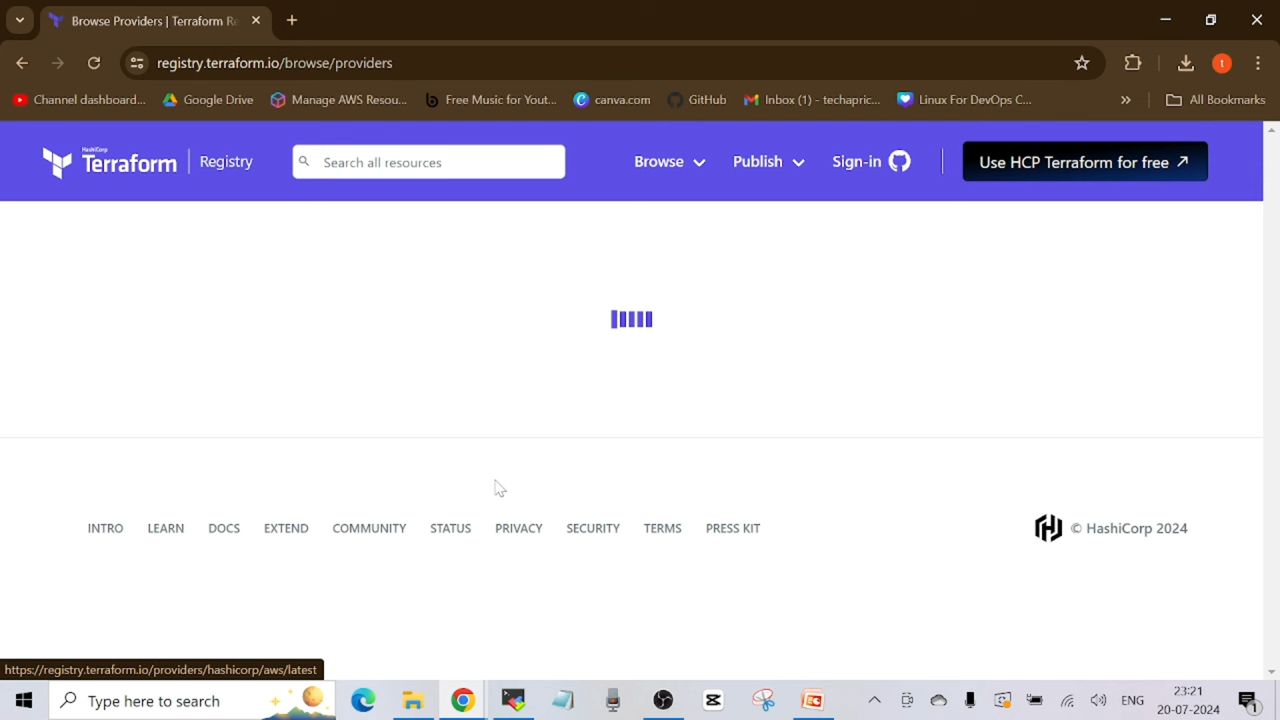 Browse Providers | Terraform Re
registry.terraform.io/browse/providers
Channel dashboard...
Google Drive
Manage AWS Resou...
Free Music for Yout...
canva.com
GitHub
Inbox (1) - techapric...
Linux For DevOps C...
All Bookmarks
HashiCorp
Terraform
Registry
Search all resources
Browse
Publish
Sign-in
Use HCP Terraform for free
INTRO
LEARN
DOCS
EXTEND
COMMUNITY
STATUS
PRIVACY
SECURITY
TERMS
PRESS KIT
© HashiCorp 2024
https://registry.terraform.io/providers/hashicorp/aws/latest
Type here to search
ENG
23:21
20-07-2024
1
t